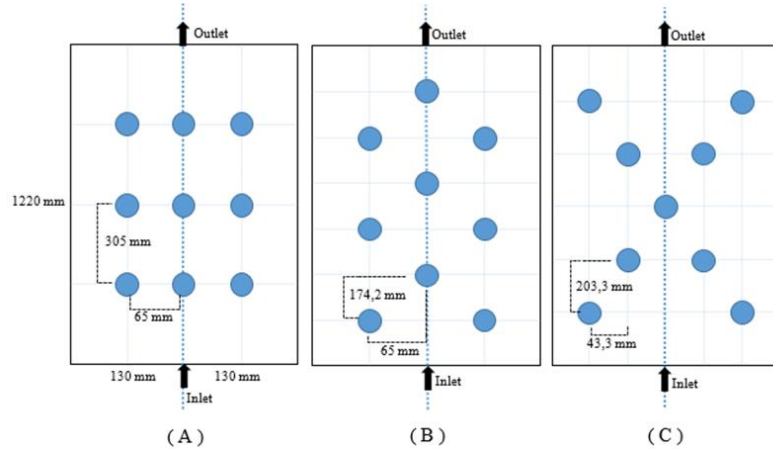 Outlet
Outlet
Outlet
1220 mm
305 mm
65 mm
174,2 mm
65 mm
203,3 mm
43,3 mm
130 mm
130 mm
Inlet
Inlet
Inlet
( A )
( B )
( C )